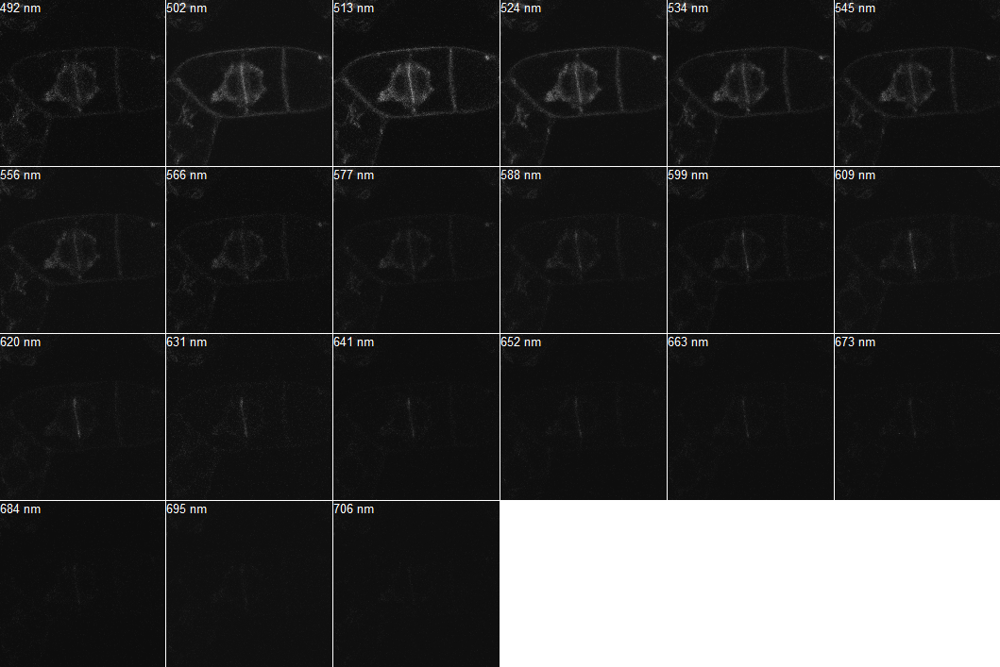 492 nm
502 nm
513 nm
524 nm
534 nm
545 nm
556 nm
566 nm
577 nm
588 nm
599 nm
609 nm
620 nm
631 nm
641 nm
652 nm
663 nm
673 nm
684 nm
695 nm
706 nm